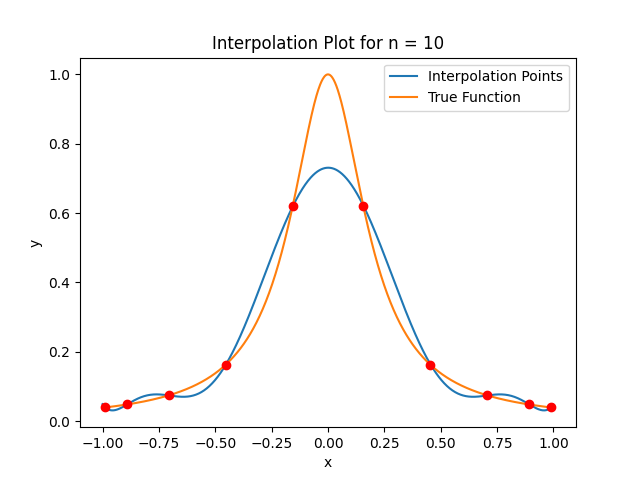 Interpolation Plot for n = 10
Interpolation Points
True Function
1.0
0.8
0.6
0.4
0.2
0.0
y
−1.00 −0.75 −0.50 −0.25 0.00 0.25 0.50 0.75 1.00
x